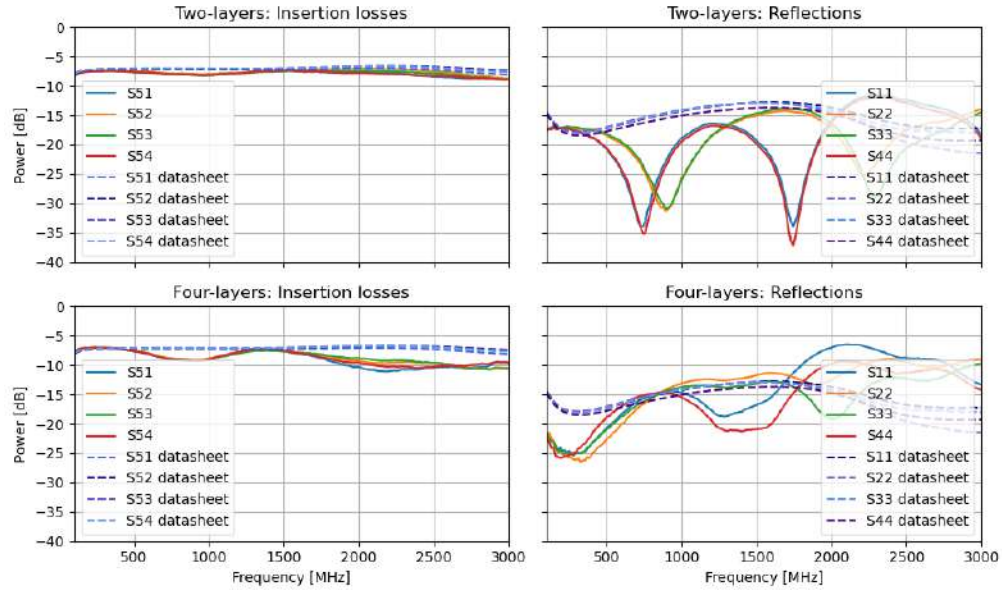 Two-layers: Insertion losses
0
−5
−10
−15
−20
−25
−30
−35
−40
Power [dB]
S51
S52
S53
S54
S51 datasheet
S52 datasheet
S53 datasheet
S54 datasheet
Two-layers: Reflections
S11
S22
S33
S44
S11 datasheet
S22 datasheet
S33 datasheet
S44 datasheet
Four-layers: Insertion losses
0
−5
−10
−15
−20
−25
−30
−35
−40
Power [dB]
S51
S52
S53
S54
S51 datasheet
S52 datasheet
S53 datasheet
S54 datasheet
500 1000 1500 2000 2500 3000
Frequency [MHz]
Four-layers: Reflections
S11
S22
S33
S44
S11 datasheet
S22 datasheet
S33 datasheet
S44 datasheet
500 1000 1500 2000 2500 3000
Frequency [MHz]